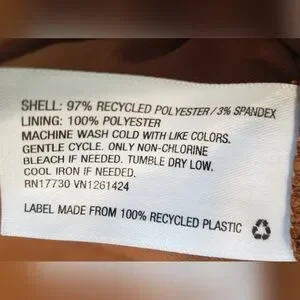 SHELL: 97% RECYCLED POLYESTER/3% SPANDEX
LINING: 100% POLYESTER
MACHINE WASH COLD WITH LIKE COLORS.
GENTLE CYCLE. ONLY NON-CHLORINE
BLEACH IF NEEDED. TUMBLE DRY LOW.
COOL IRON IF NEEDED.
RN17730 VN1261424
LABEL MADE FROM 100% RECYCLED PLASTIC